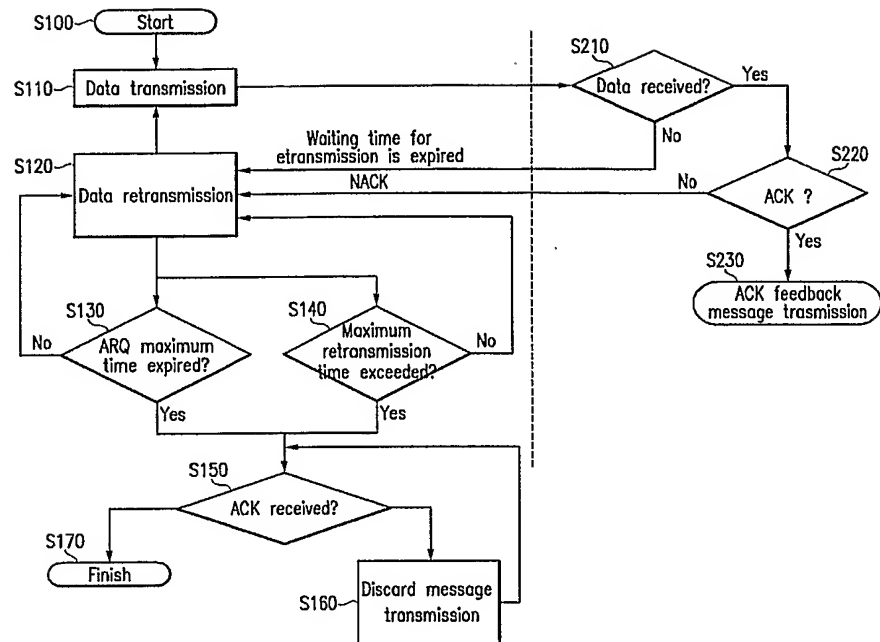 S100
Start
S110
Data transmission
S210
Data received?
Yes
No
Waiting time for
etransmission is expired
S120
Data retransmission
NACK
No
S220
ACK ?
Yes
S230
ACK feedback
message trasmission
S130
ARQ maximum
time expired?
No
Yes
S140
Maximum
retransmission
time exceeded?
No
Yes
S150
ACK received?
S170
Finish
S160
Discard message
transmission